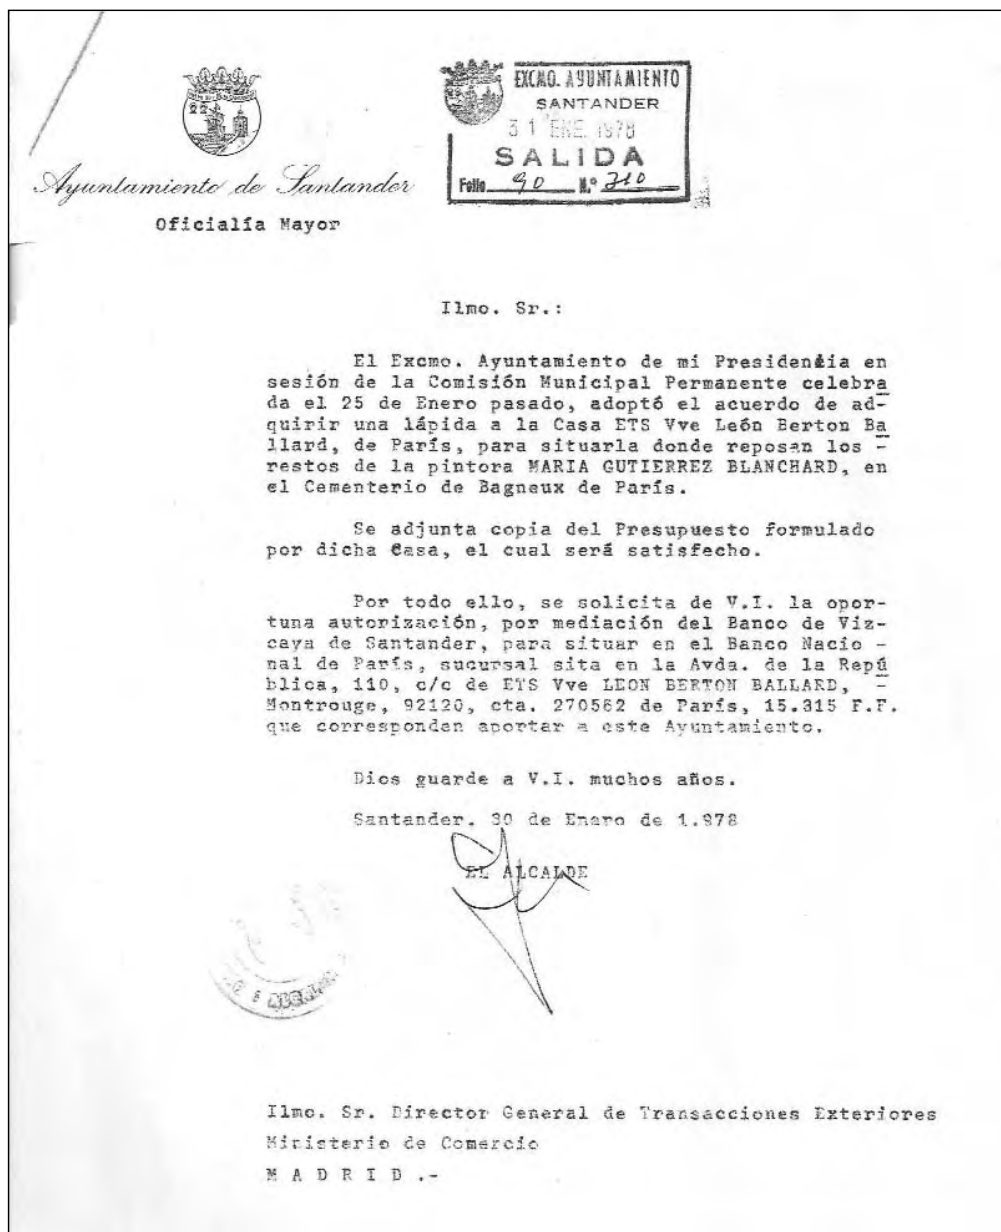 EXCMO. AYUNTAMIENTO
SANTANDER
31 ENE. 1978
SALIDA
Folio 90 N.º 710
Ayuntamiento de Santander
Oficialía Mayor
Ilmo. Sr.:
El Excmo. Ayuntamiento de mi Presidencia en
sesión de la Comisión Municipal Permanente celebra
da el 25 de Enero pasado, adoptó el acuerdo de ad-
quirir una lápida a la Casa ETS Vve León Berton Ba
llard, de París, para situarla donde reposan los -
restos de la pintora MARIA GUTIERREZ BLANCHARD, en
el Cementerio de Bagneux de París.
Se adjunta copia del Presupuesto formulado
por dicha Casa, el cual será satisfecho.
Por todo ello, se solicita de V.I. la opor-
tuna autorización, por mediación del Banco de Viz-
caya de Santander, para situar en el Banco Nacio -
nal de París, sucursal sita en la Avda. de la Repú
blica, 110, c/c de ETS Vve LEON BERTON BALLARD, -
Montrouge, 92120, cta. 270562 de París, 15.315 F.F.
que corresponden aportar a este Ayuntamiento.
Dios guarde a V.I. muchos años.
Santander. 30 de Enero de 1.978
EL ALCALDE
Ilmo. Sr. Director General de Transacciones Exteriores
Ministerio de Comercio
M A D R I D .-